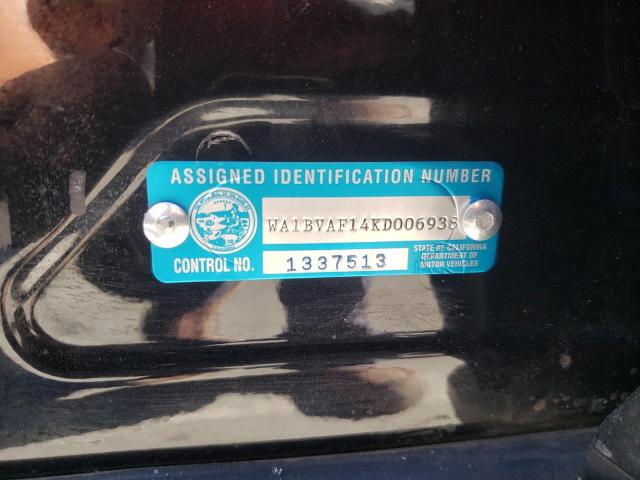 ASSIGNED IDENTIFICATION NUMBER
WA1BVAF14KD006938
CONTROL NO. 1337513
STATE OF CALIFORNIA
DEPARTMENT OF
MOTOR VEHICLES